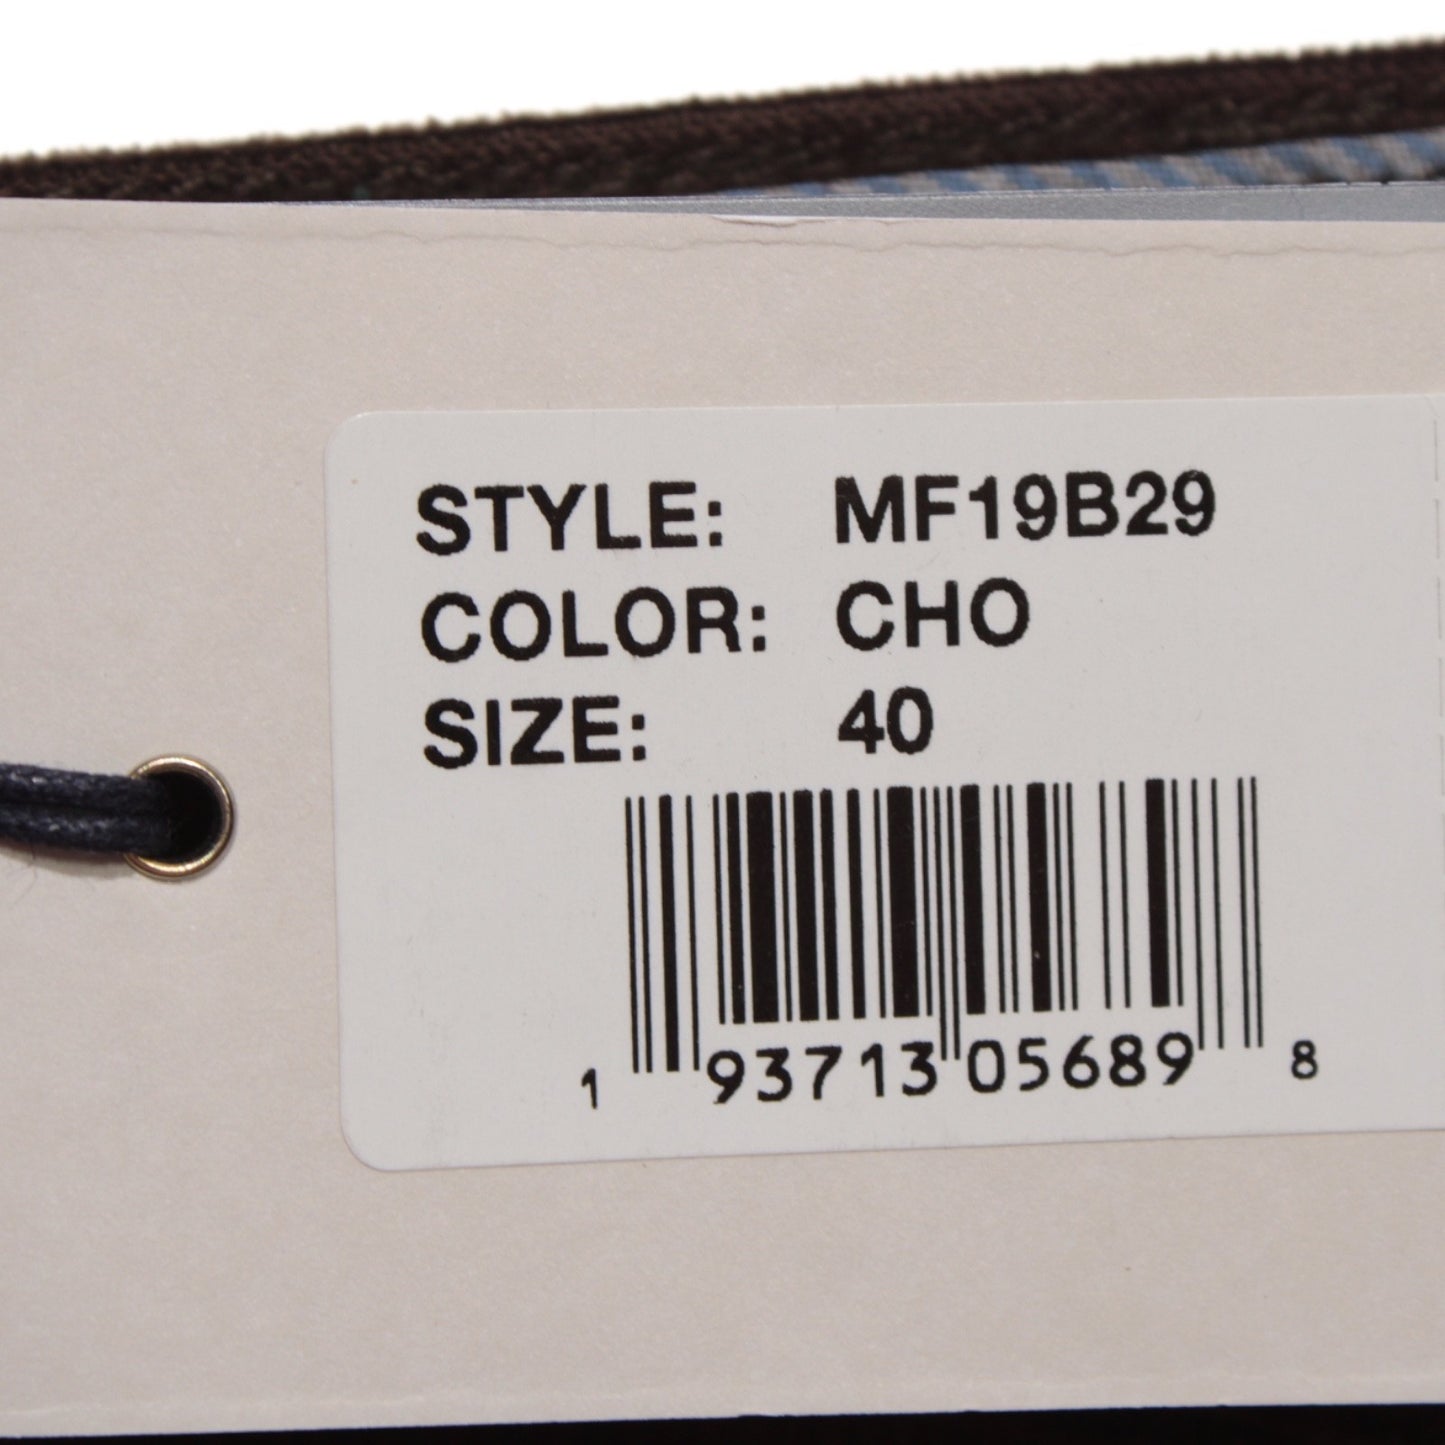 STYLE: MF19B29
COLOR: CHO
SIZE: 40
1 93713 05689 8